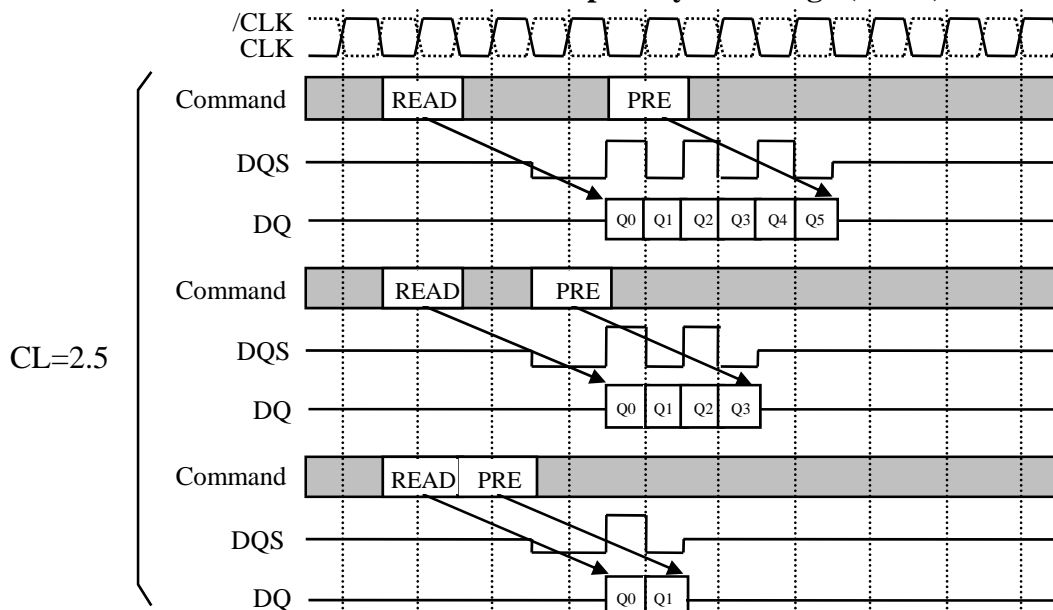 /CLK
CLK
Command READ PRE
DQS
DQ Q0 Q1 Q2 Q3 Q4 Q5
Command READ PRE
CL=2.5
DQS
DQ Q0 Q1 Q2 Q3
Command READ PRE
DQS
DQ Q0 Q1